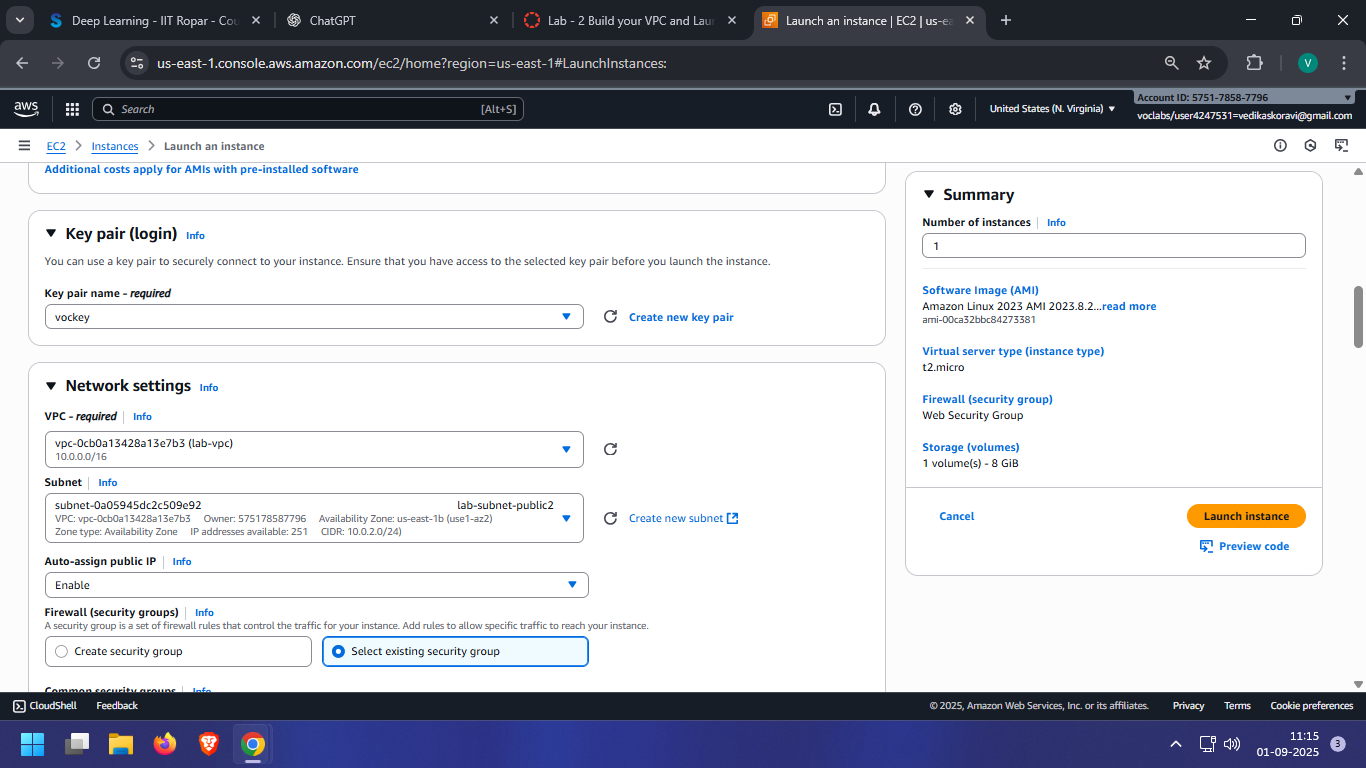 Deep Learning - IIT Ropar - Cou
ChatGPT
Lab - 2 Build your VPC and Laun
Launch an instance | EC2 | us-ea
us-east-1.console.aws.amazon.com/ec2/home?region=us-east-1#LaunchInstances:
V
aws
Search
[Alt+S]
United States (N. Virginia)
Account ID: 5751-7858-7796
voclabs/user4247531=vedikaskoravi@gmail.com
EC2 > Instances > Launch an instance
Additional costs apply for AMIs with pre-installed software
Key pair (login) Info
You can use a key pair to securely connect to your instance. Ensure that you have access to the selected key pair before you launch the instance.
Key pair name - required
vockey
Create new key pair
Network settings Info
VPC - required Info
vpc-0cb0a13428a13e7b3 (lab-vpc)
10.0.0.0/16
Subnet Info
subnet-0a05945dc2c509e92 lab-subnet-public2
VPC: vpc-0cb0a13428a13e7b3 Owner: 575178587796 Availability Zone: us-east-1b (use1-az2)
Zone type: Availability Zone IP addresses available: 251 CIDR: 10.0.2.0/24)
Create new subnet
Auto-assign public IP Info
Enable
Firewall (security groups) Info
A security group is a set of firewall rules that control the traffic for your instance. Add rules to allow specific traffic to reach your instance.
Create security group
Select existing security group
Common security groups Info
Summary
Number of instances Info
1
Software Image (AMI)
Amazon Linux 2023 AMI 2023.8.2...read more
ami-00ca32bbc84273381
Virtual server type (instance type)
t2.micro
Firewall (security group)
Web Security Group
Storage (volumes)
1 volume(s) - 8 GiB
Cancel
Launch instance
Preview code
CloudShell
Feedback
© 2025, Amazon Web Services, Inc. or its affiliates.
Privacy
Terms
Cookie preferences
11:15
01-09-2025
3